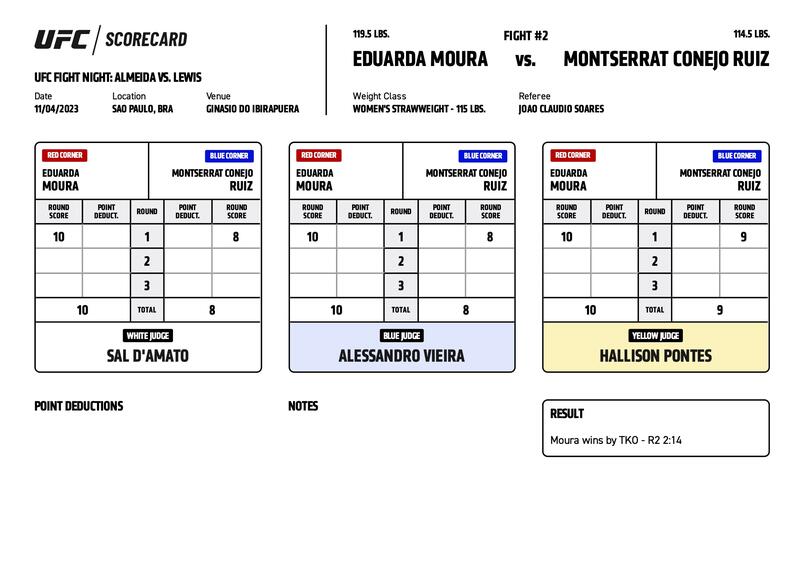 UFC / SCORECARD
UFC FIGHT NIGHT: ALMEIDA VS. LEWIS
Date Location Venue
11/04/2023 SAO PAULO, BRA GINASIO DO IBIRAPUERA
119.5 LBS. FIGHT #2 114.5 LBS.
EDUARDA MOURA vs. MONTSERRAT CONEJO RUIZ
Weight Class Referee
WOMEN'S STRAWWEIGHT - 115 LBS. JOAO CLAUDIO SOARES
RED CORNER BLUE CORNER
EDUARDA MONTSERRAT CONEJO
MOURA RUIZ
ROUND SCORE POINT DEDUCT. ROUND POINT DEDUCT. ROUND SCORE
10 1 8
2
3
10 TOTAL 8
WHITE JUDGE
SAL D'AMATO
RED CORNER BLUE CORNER
EDUARDA MONTSERRAT CONEJO
MOURA RUIZ
ROUND SCORE POINT DEDUCT. ROUND POINT DEDUCT. ROUND SCORE
10 1 8
2
3
10 TOTAL 8
BLUE JUDGE
ALESSANDRO VIEIRA
RED CORNER BLUE CORNER
EDUARDA MONTSERRAT CONEJO
MOURA RUIZ
ROUND SCORE POINT DEDUCT. ROUND POINT DEDUCT. ROUND SCORE
10 1 9
2
3
10 TOTAL 9
YELLOW JUDGE
HALLISON PONTES
POINT DEDUCTIONS
NOTES
RESULT
Moura wins by TKO - R2 2:14